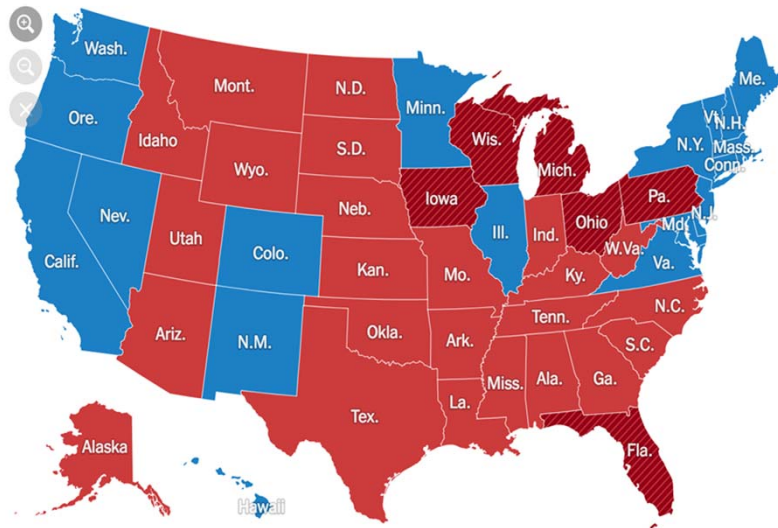 Wash.
Mont.
N.D.
Minn.
Me.
Ore.
Idaho
S.D.
Wis.
Mich.
Vt.
N.H.
N.Y.
Mass.
Conn.
Wyo.
Iowa
Pa.
N.J.
Nev.
Utah
Neb.
Ill.
Ind.
Ohio
Md.
Calif.
Colo.
Kan.
Mo.
W.Va.
Va.
Ky.
Ariz.
N.M.
Okla.
Ark.
Tenn.
N.C.
S.C.
Tex.
La.
Miss.
Ala.
Ga.
Alaska
Hawaii
Fla.